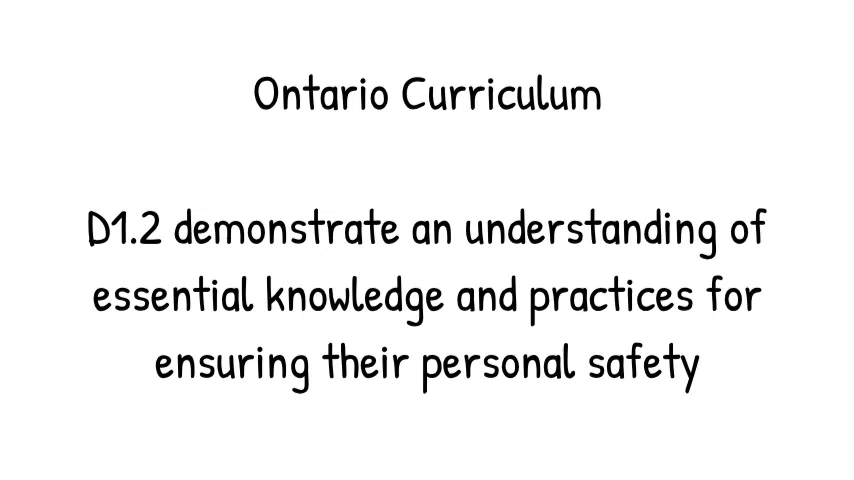 Ontario Curriculum
D1.2 demonstrate an understanding of
essential knowledge and practices for
ensuring their personal safety